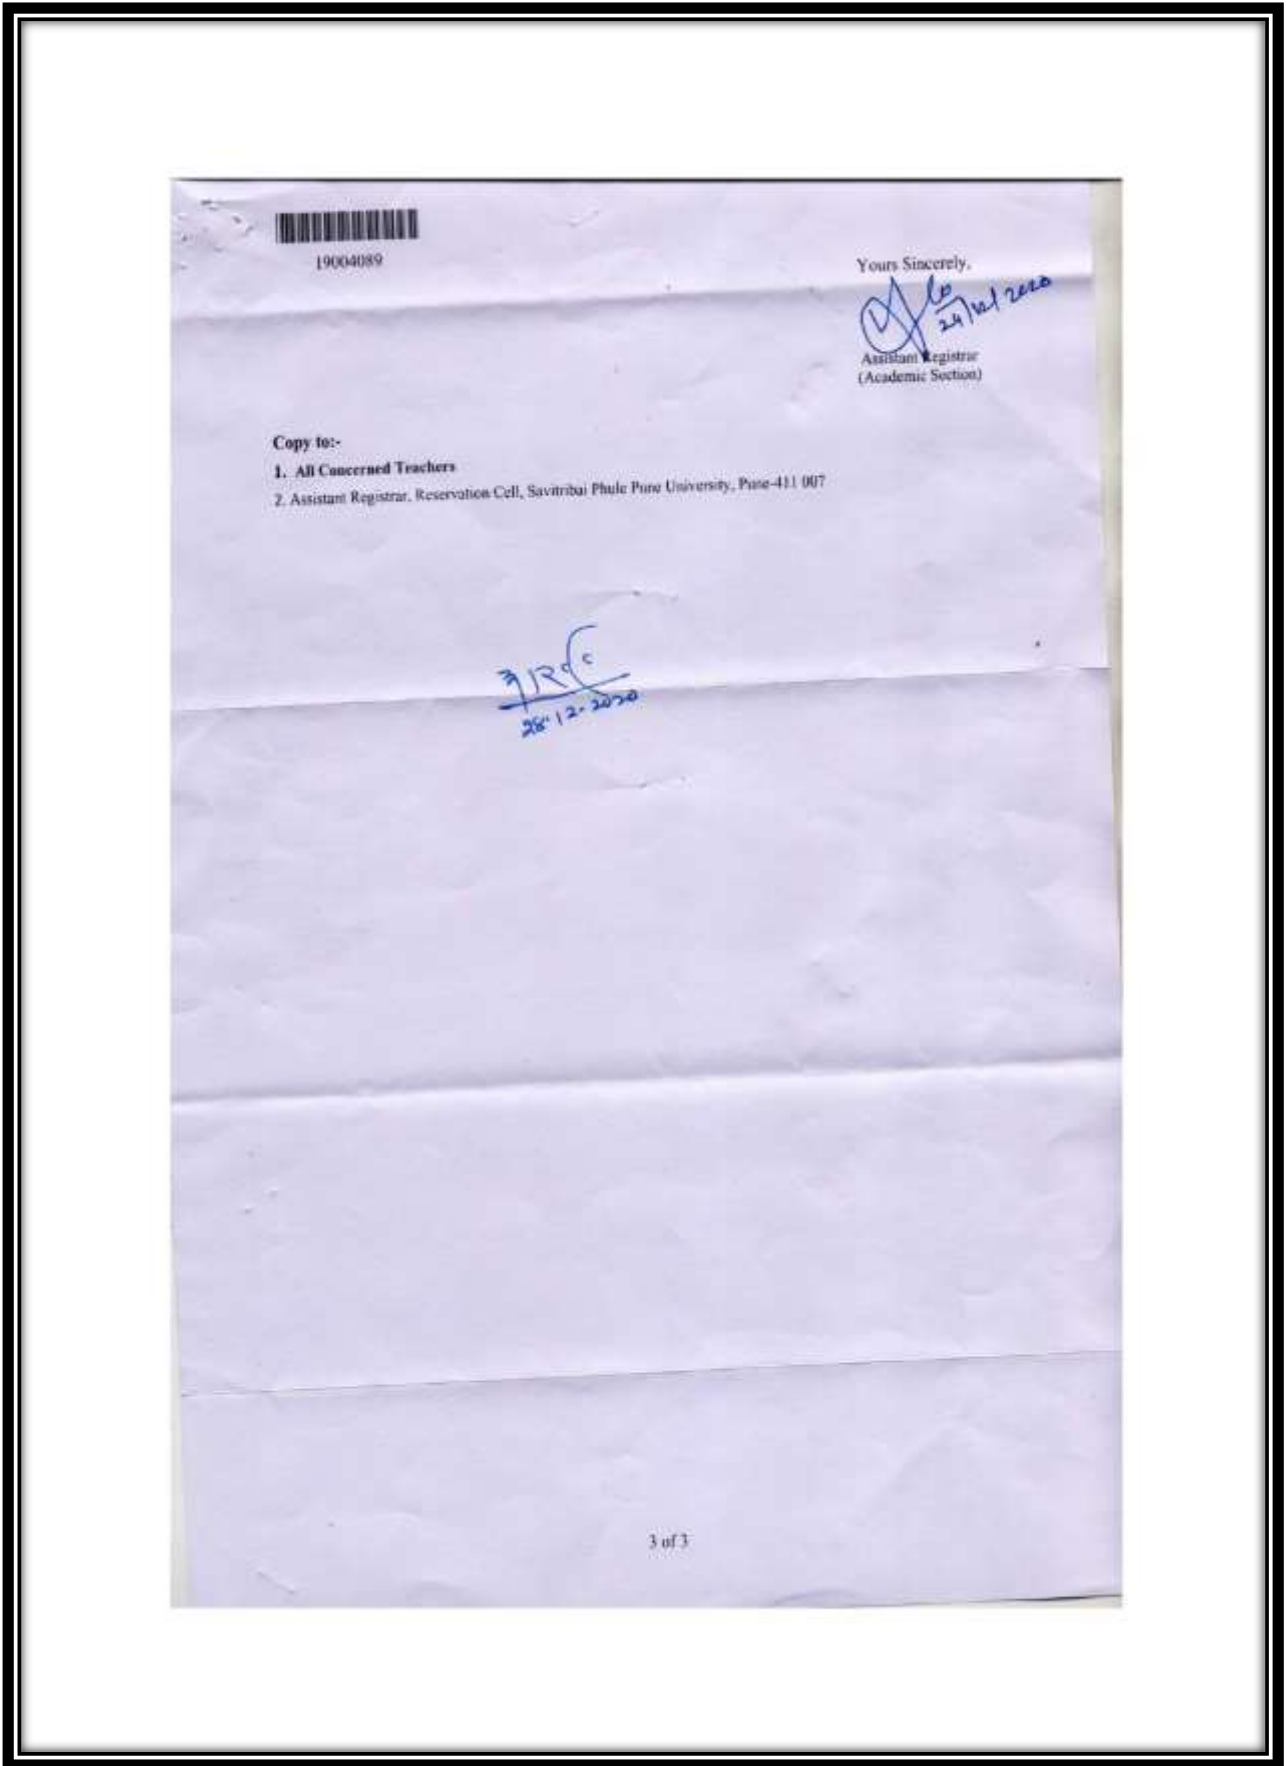 19004089
Yours Sincerely,
24/12/2020
Assistant Registrar
(Academic Section)
Copy to:-
1. All Concerned Teachers
2. Assistant Registrar, Reservation Cell, Savitribai Phule Pune University, Pune-411 007
28-12-2020
3 of 3